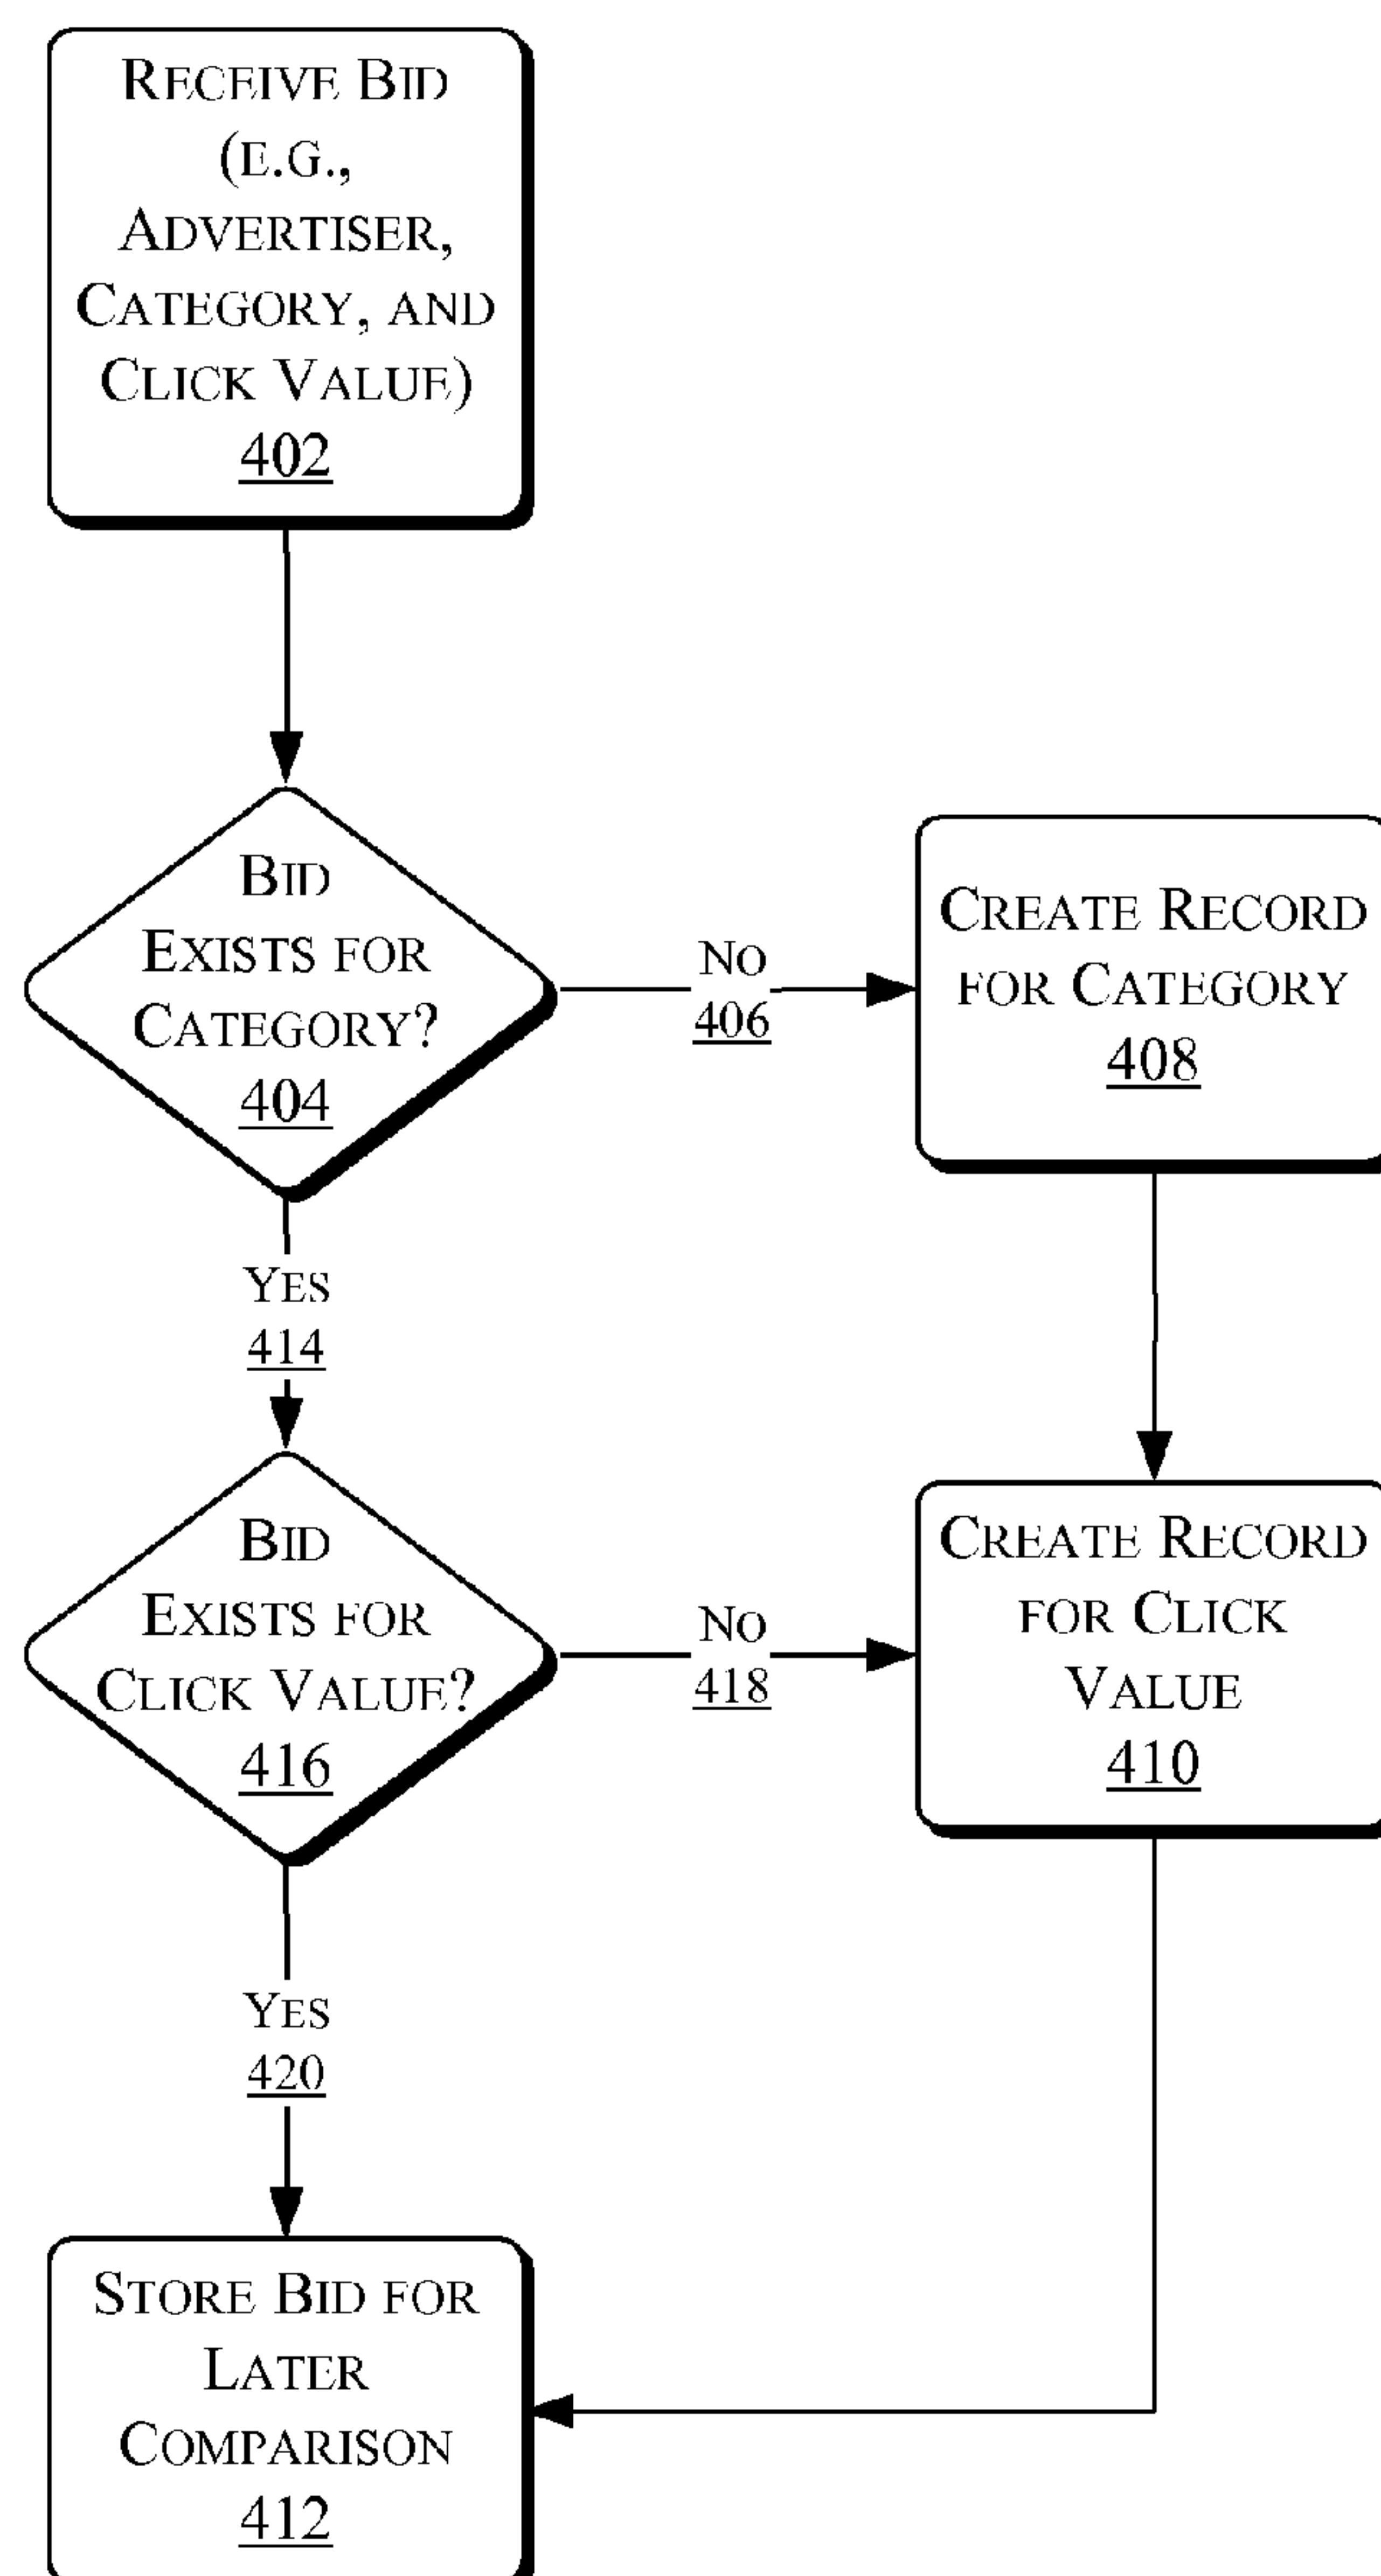 RECEIVE BID
(E.G.,
ADVERTISER,
CATEGORY, AND
CLICK VALUE)
402
BID
EXISTS FOR
CATEGORY?
404
NO
406
CREATE RECORD
FOR CATEGORY
408
YES
414
BID
EXISTS FOR
CLICK VALUE?
416
NO
418
CREATE RECORD
FOR CLICK
VALUE
410
YES
420
STORE BID FOR
LATER
COMPARISON
412